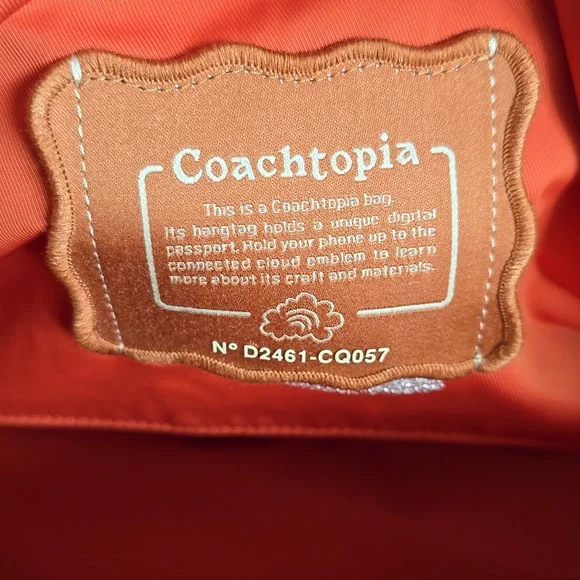 Coachtopia
This is a Coachtopia bag.
Its hangtag holds a unique digital
passport. Hold your phone up to the
connected cloud emblem to learn
more about its craft and materials.
Nº D2461-CQ057